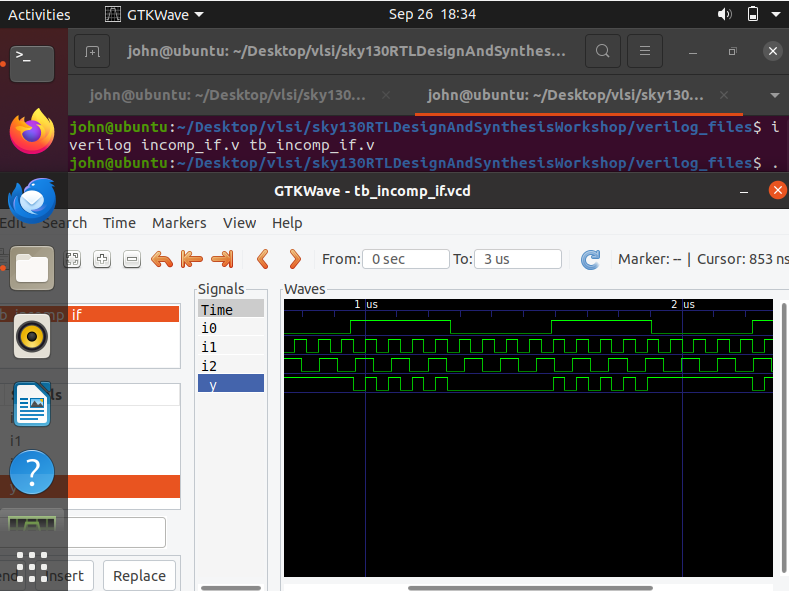 Activities GTKWave Sep 26 18:34
john@ubuntu: ~/Desktop/vlsi/sky130RTLDesignAndSynthes...
john@ubuntu: ~/Desktop/vlsi/sky130... john@ubuntu: ~/Desktop/vlsi/sky130...
john@ubuntu:~/Desktop/vlsi/sky130RTLDesignAndSynthesisWorkshop/verilog_files$ i
verilog incomp_if.v tb_incomp_if.v
john@ubuntu:~/Desktop/vlsi/sky130RTLDesignAndSynthesisWorkshop/verilog_files$ .
GTKWave - tb_incomp_if.vcd
Edit Search Time Markers View Help
From: 0 sec To: 3 us Marker: -- | Cursor: 853 ns
Signals Waves
Time 1 us 2 us
i0
i1
i2
y
i1
Insert Replace